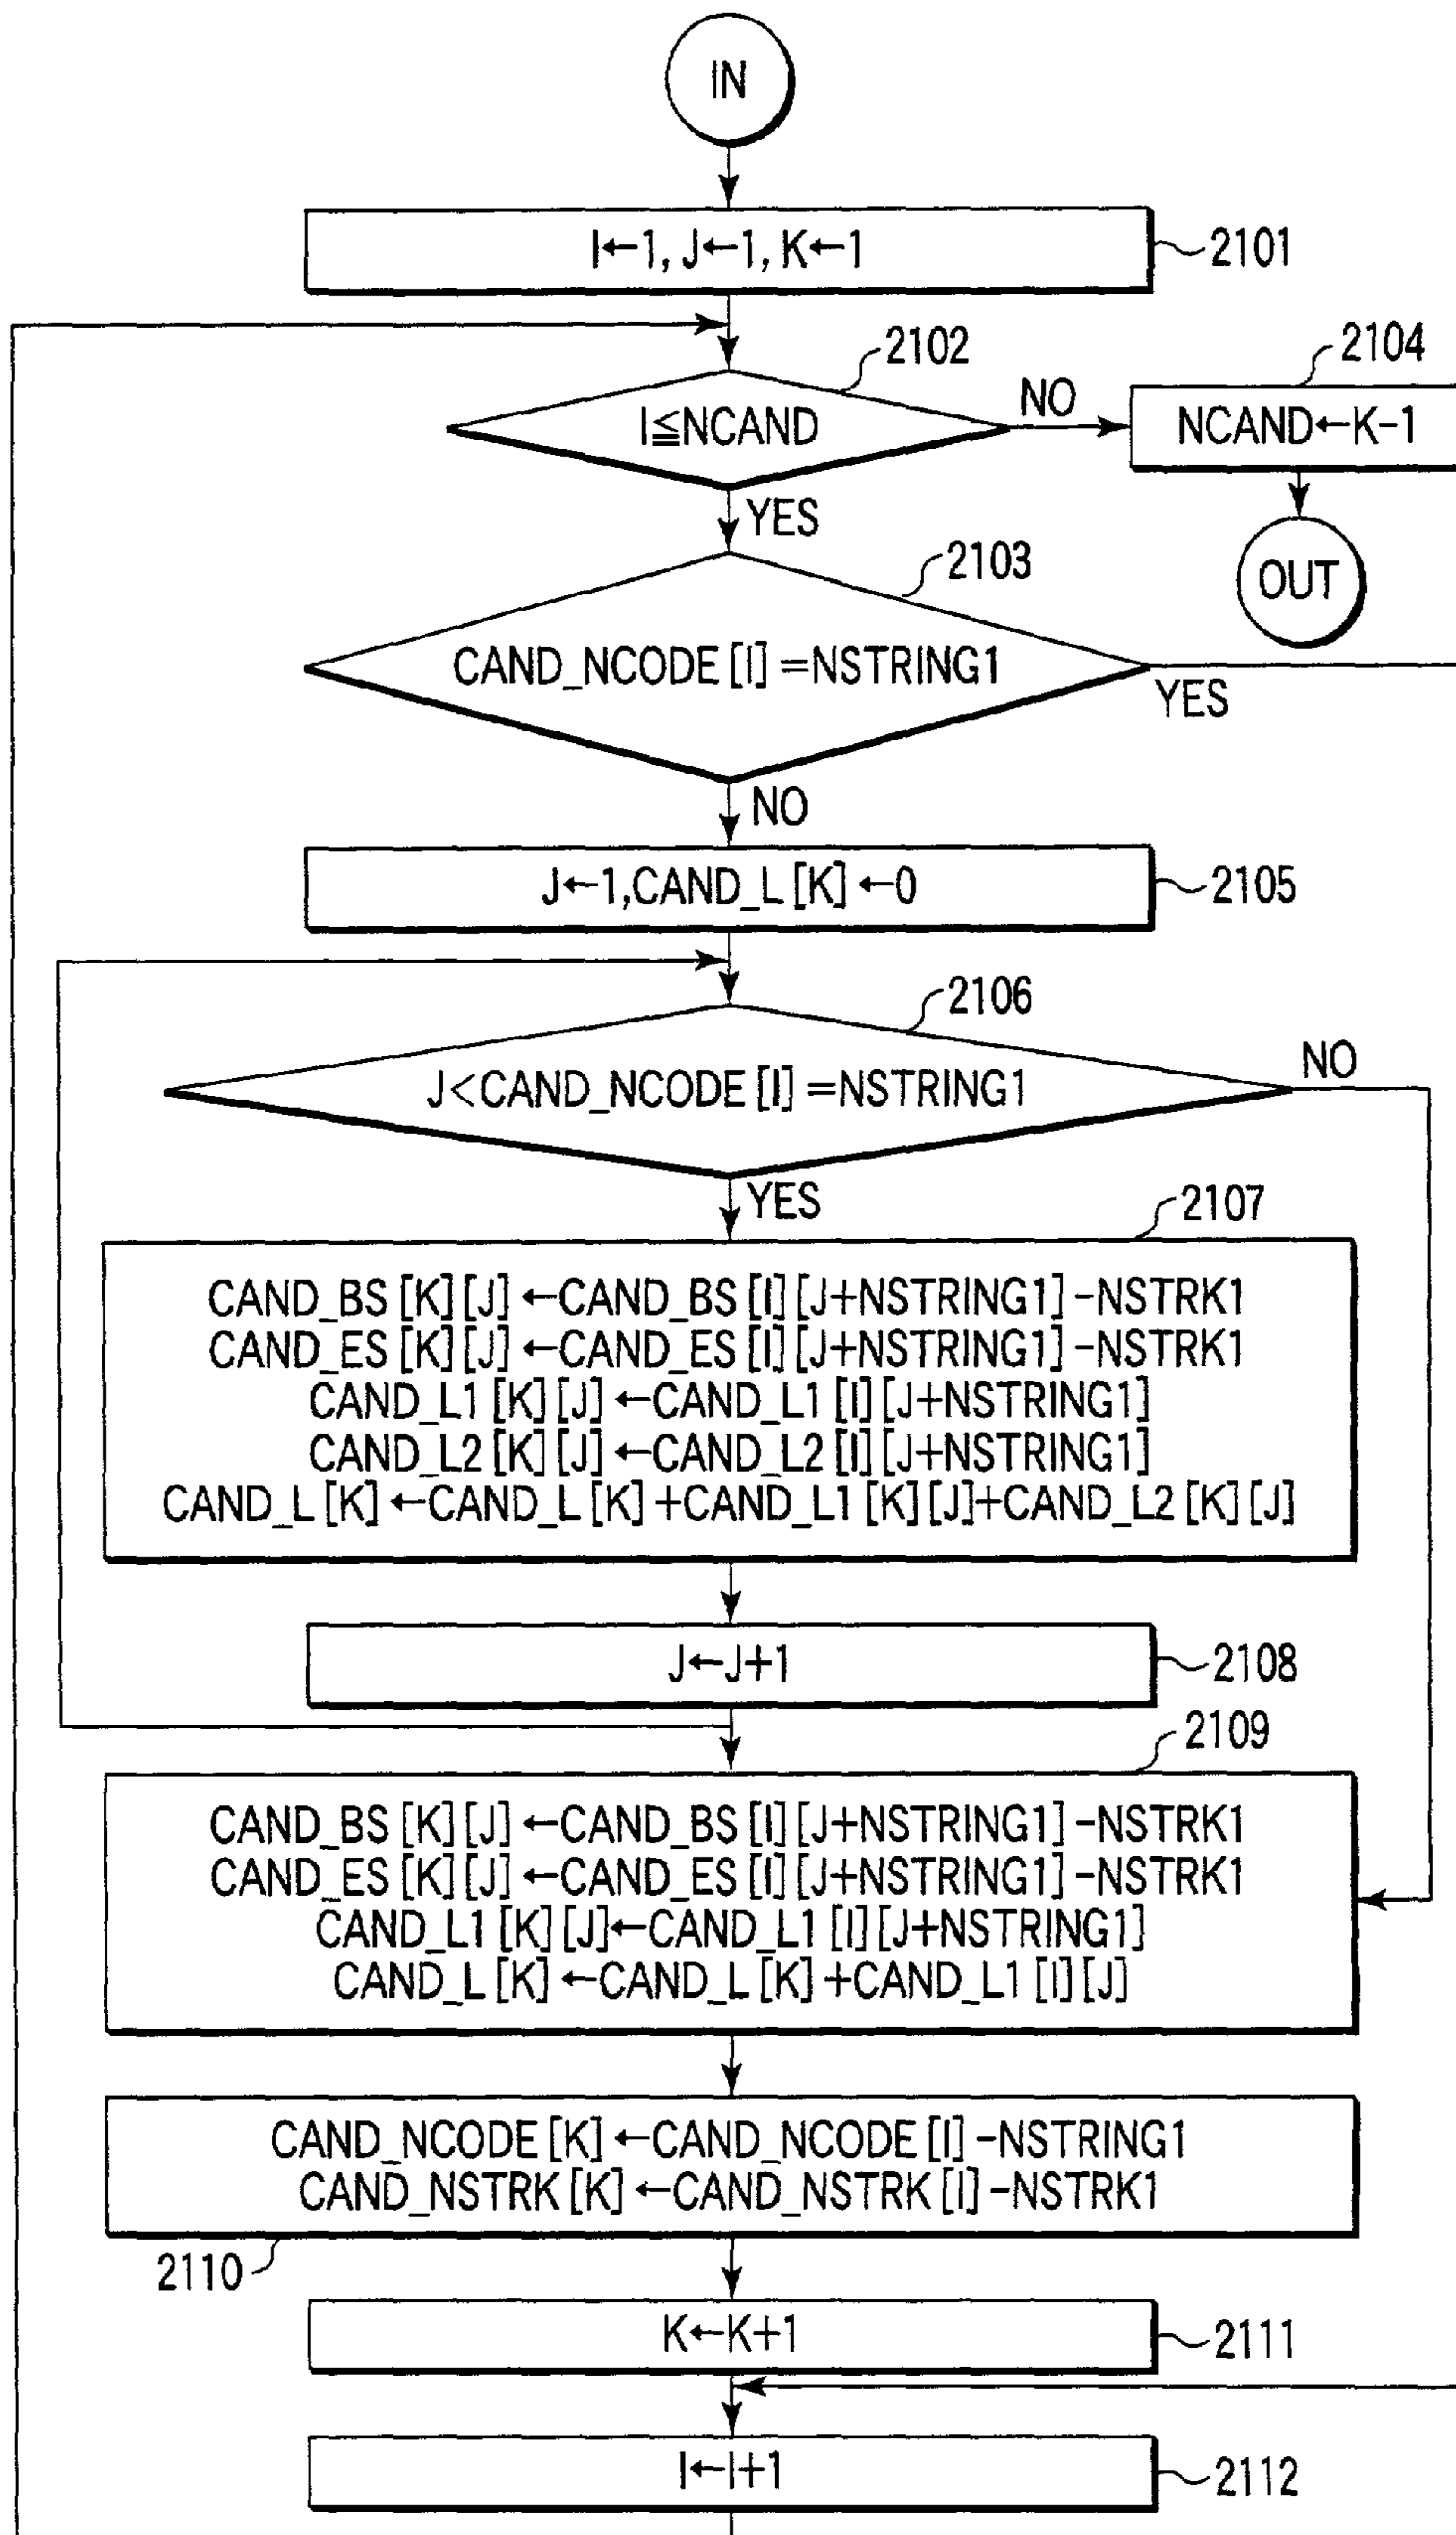 IN
I←1, J←1, K←1
2101
2102
I≦NCAND
NO
2104
NCAND←K-1
YES
OUT
2103
CAND_NCODE[I]=NSTRING1
YES
NO
J←1,CAND_L[K]←0
2105
2106
J<CAND_NCODE[I]=NSTRING1
NO
YES
2107
CAND_BS[K][J]←CAND_BS[I][J+NSTRING1]-NSTRK1
CAND_ES[K][J]←CAND_ES[I][J+NSTRING1]-NSTRK1
CAND_L1[K][J]←CAND_L1[I][J+NSTRING1]
CAND_L2[K][J]←CAND_L2[I][J+NSTRING1]
CAND_L[K]←CAND_L[K]+CAND_L1[K][J]+CAND_L2[K][J]
J←J+1
2108
2109
CAND_BS[K][J]←CAND_BS[I][J+NSTRING1]-NSTRK1
CAND_ES[K][J]←CAND_ES[I][J+NSTRING1]-NSTRK1
CAND_L1[K][J]←CAND_L1[I][J+NSTRING1]
CAND_L[K]←CAND_L[K]+CAND_L1[I][J]
CAND_NCODE[K]←CAND_NCODE[I]-NSTRING1
CAND_NSTRK[K]←CAND_NSTRK[I]-NSTRK1
2110
K←K+1
2111
I←I+1
2112